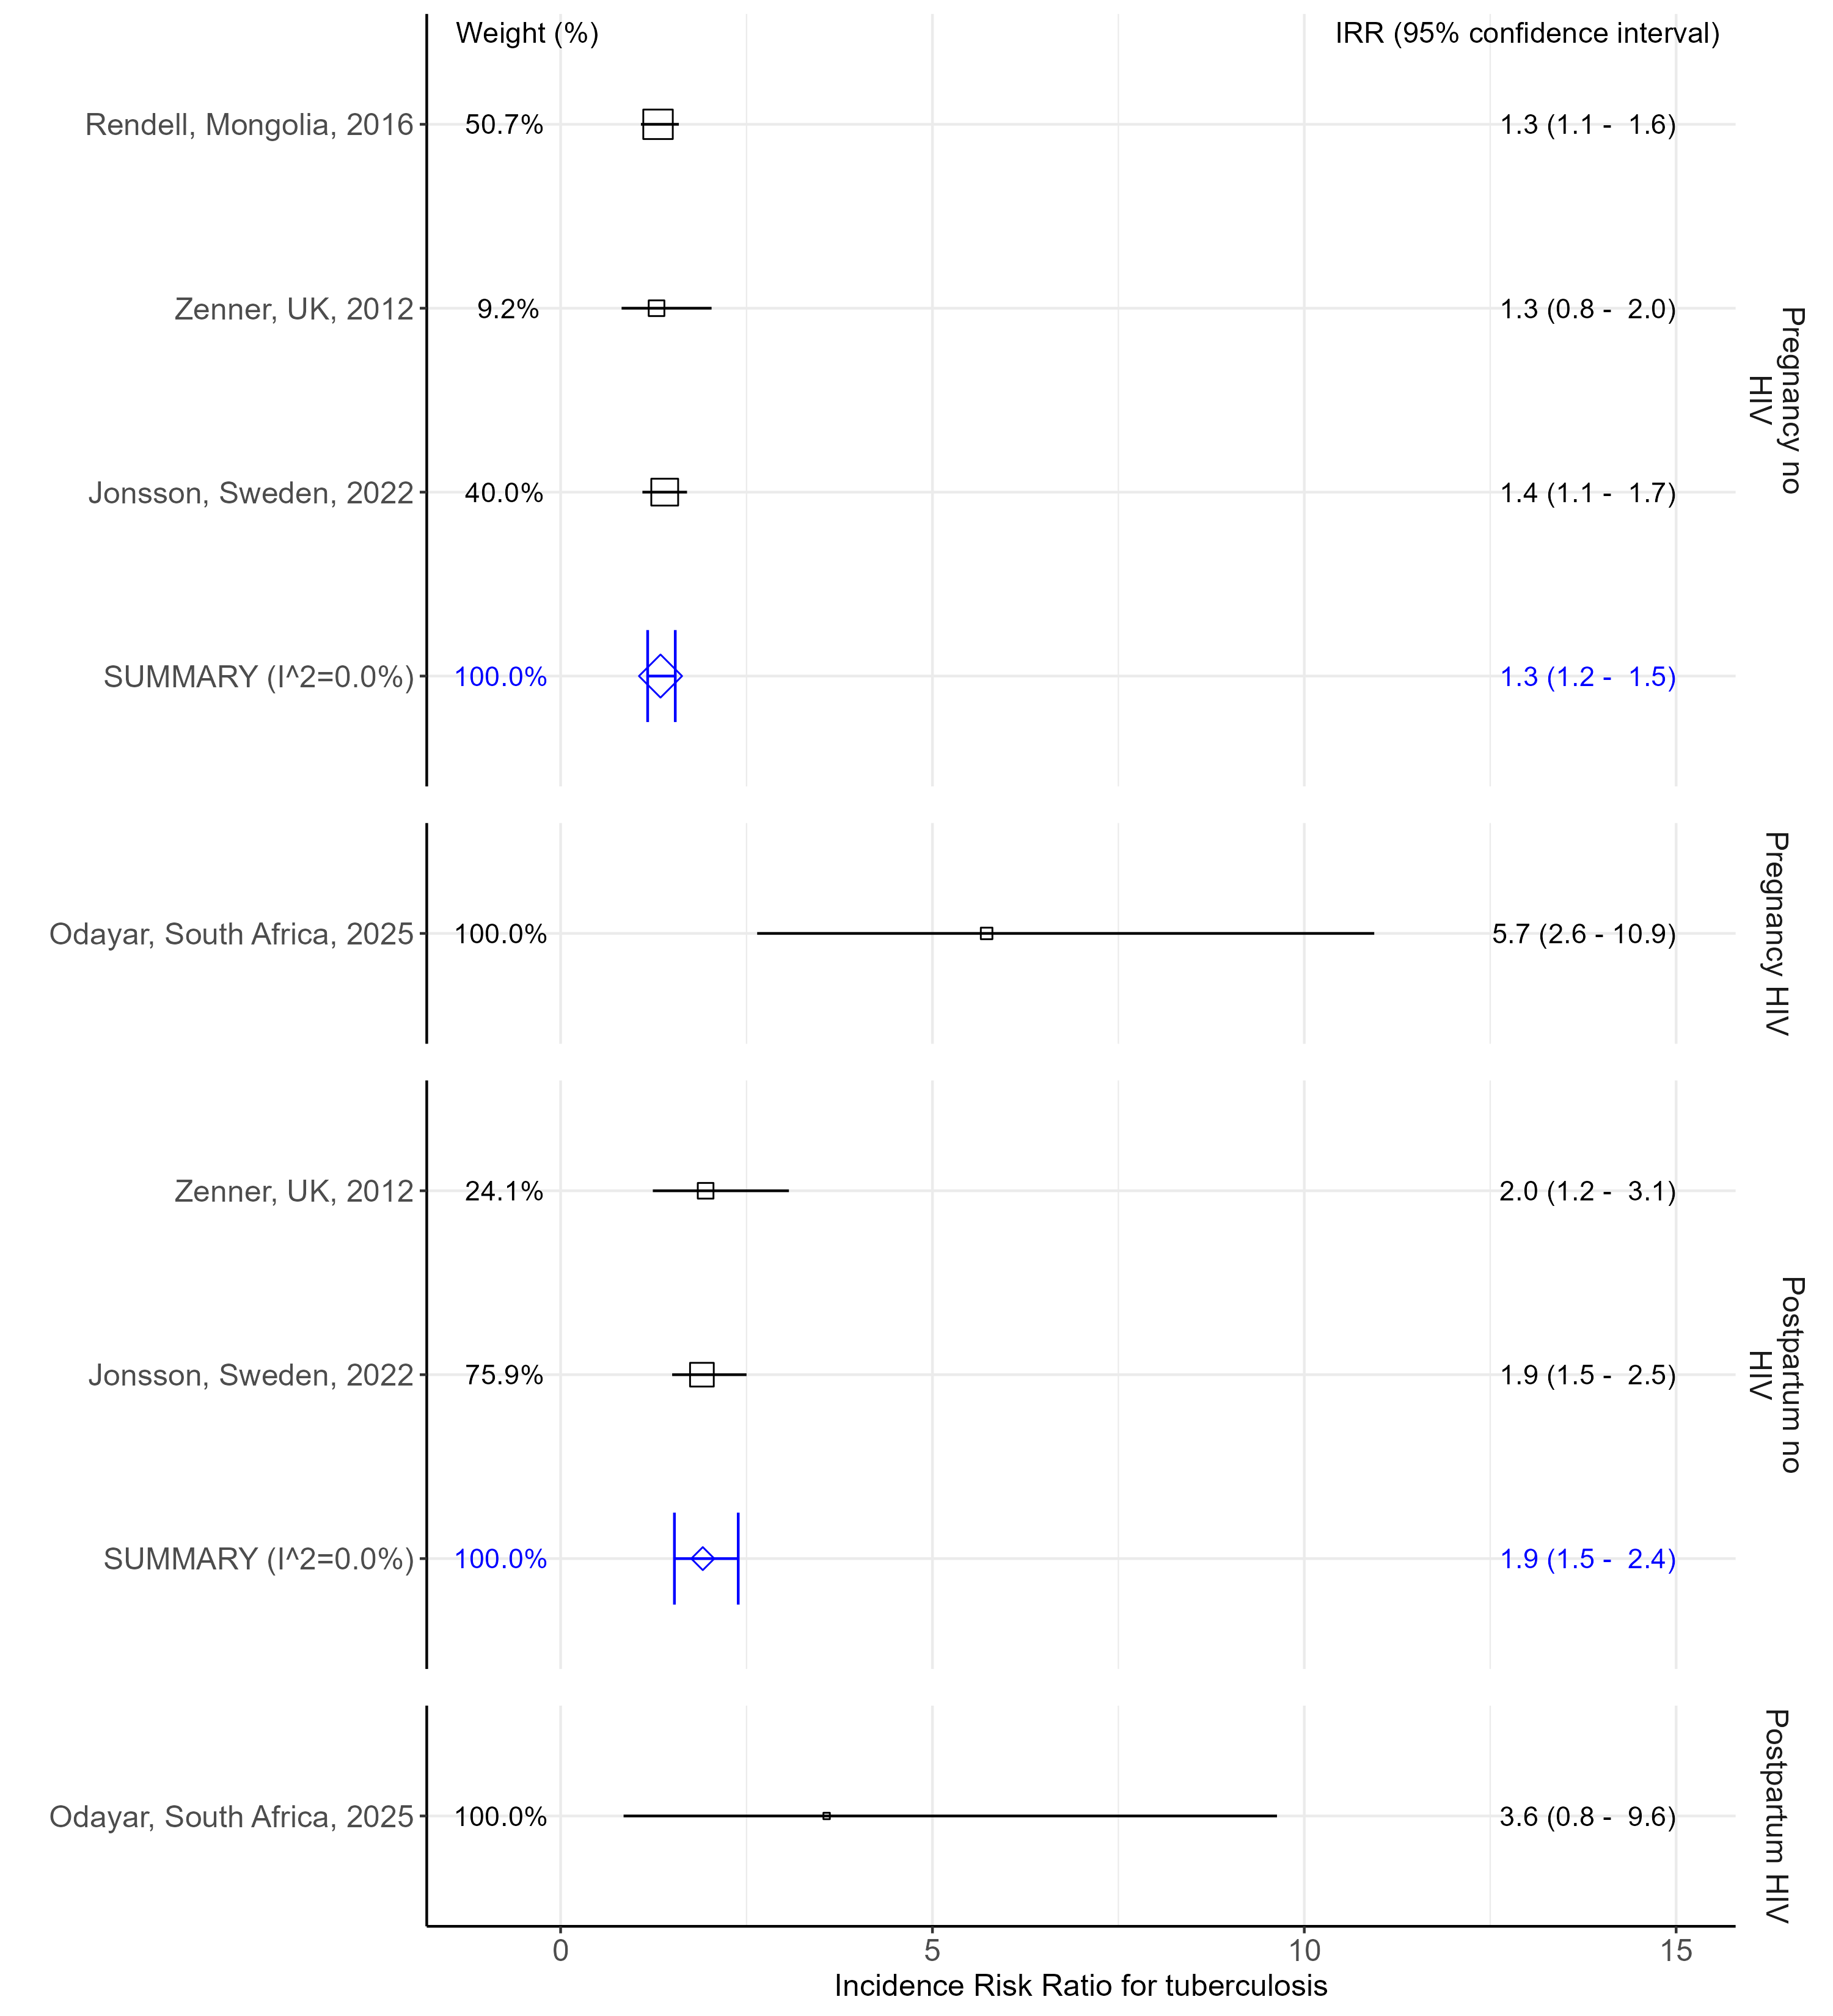 Weight (%) IRR (95% confidence interval)
Rendell, Mongolia, 2016 50.7% 1.3 (1.1 -  1.6)
Zenner, UK, 2012 9.2% 1.3 (0.8 -  2.0)
Jonsson, Sweden, 2022 40.0% 1.4 (1.1 -  1.7)
SUMMARY (I^2=0.0%) 100.0% 1.3 (1.2 -  1.5)
Pregnancy no
HIV
Odayar, South Africa, 2025 100.0% 5.7 (2.6 - 10.9)
Pregnancy HIV
Zenner, UK, 2012 24.1% 2.0 (1.2 -  3.1)
Jonsson, Sweden, 2022 75.9% 1.9 (1.5 -  2.5)
SUMMARY (I^2=0.0%) 100.0% 1.9 (1.5 -  2.4)
Postpartum no
HIV
Odayar, South Africa, 2025 100.0% 3.6 (0.8 -  9.6)
Postpartum HIV
0 5 10 15
Incidence Risk Ratio for tuberculosis